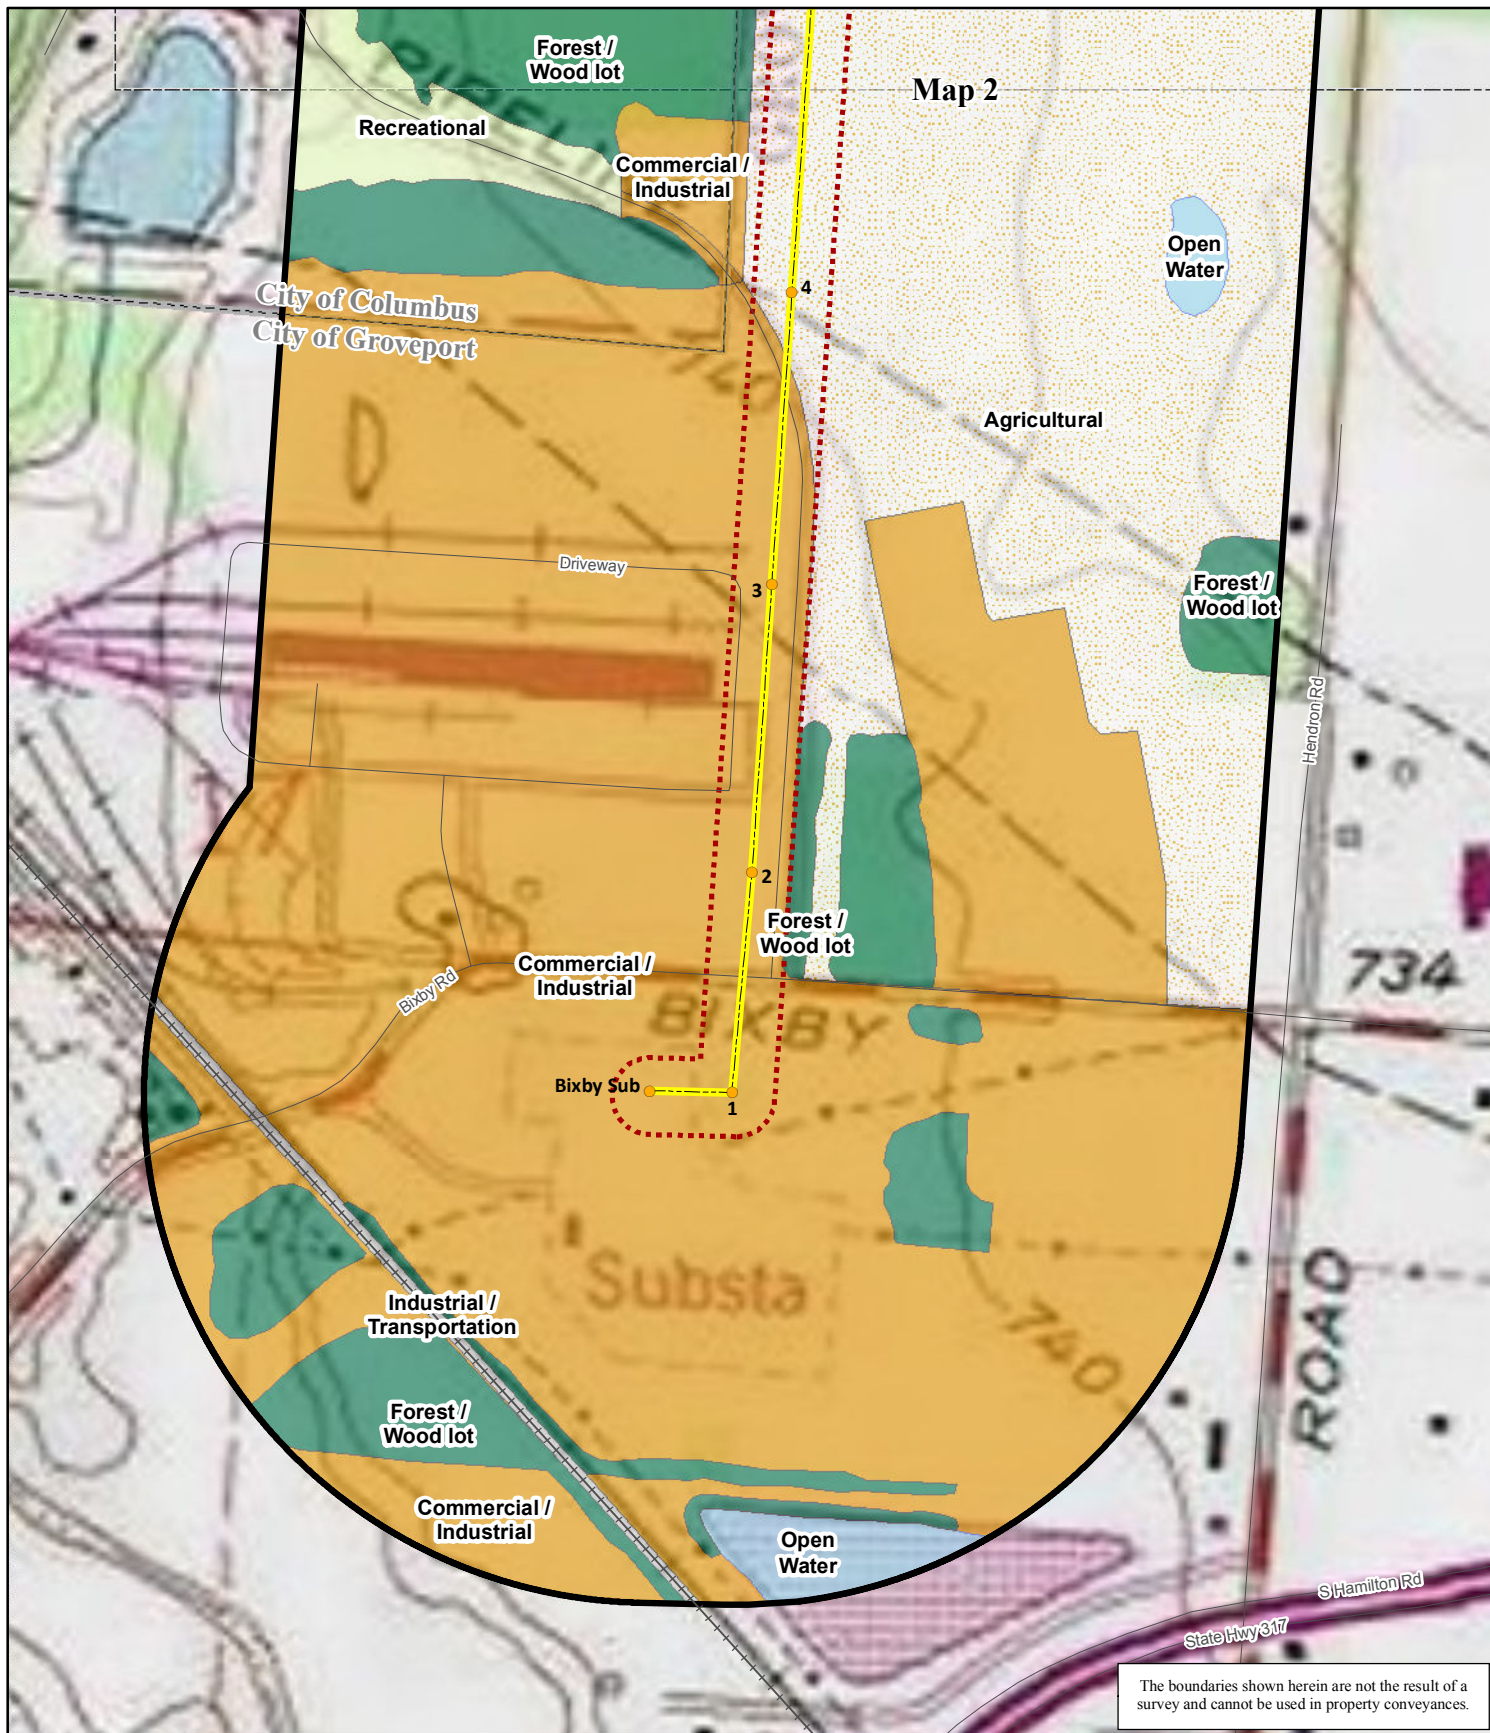 Forest /
Wood lot
Map 2
Recreational
Commercial /
Industrial
Open
Water
4
City of Columbus
City of Groveport
740
Agricultural
Driveway
3
Forest /
Wood lot
Hendron Rd
2
Forest /
Wood lot
Commercial /
Industrial
Bixby Rd
734
BIXBY
Bixby Sub
1
Substa
Industrial /
Transportation
740
ROAD
Forest /
Wood lot
Commercial /
Industrial
Open
Water
S Hamilton Rd
State Hwy 317
The boundaries shown herein are not the result of a
survey and cannot be used in property conveyances.